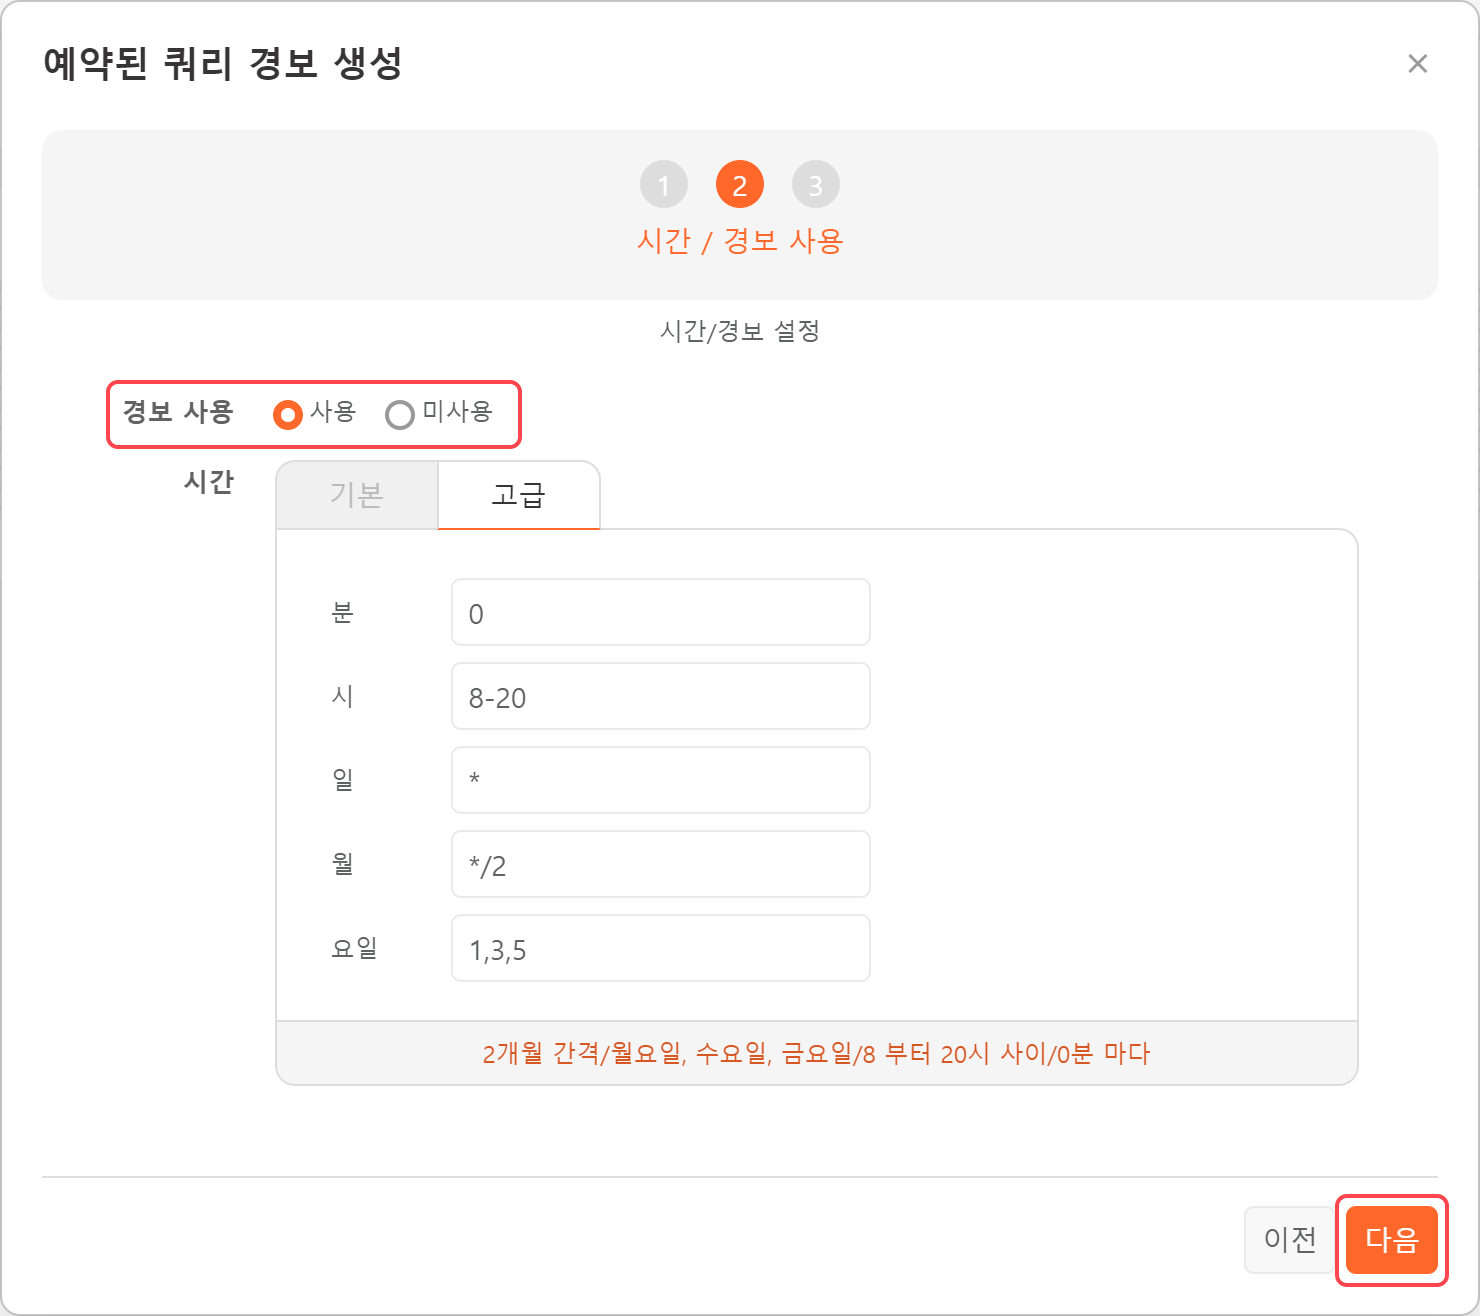 예약된 쿼리 경보 생성
×
1 2 3
시간 / 경보 사용
시간/경보 설정
경보 사용 사용 미사용
시간 기본 고급
분 0
시 8-20
일 *
월 */2
요일 1,3,5
2개월 간격/월요일, 수요일, 금요일/8 부터 20시 사이/0분 마다
이전 다음